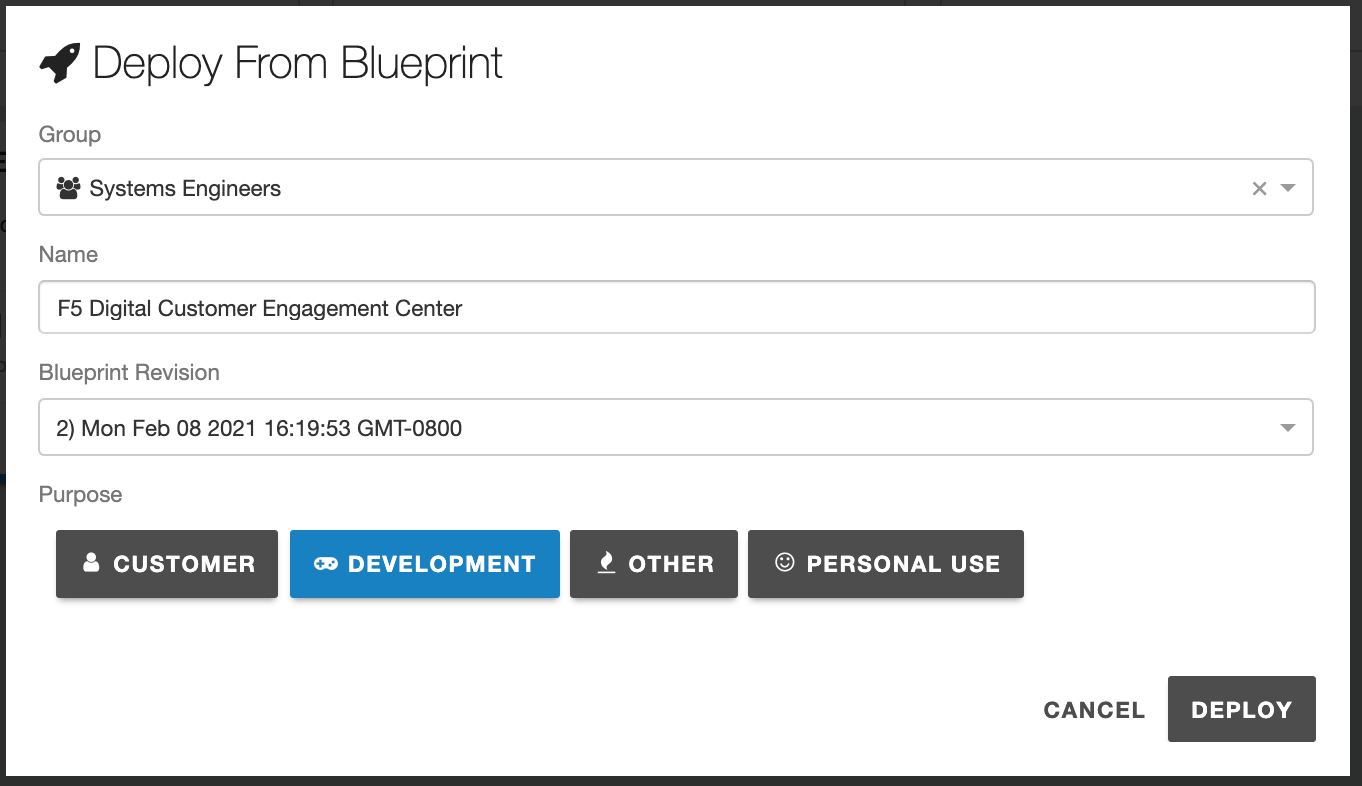 Deploy From Blueprint
Group
Systems Engineers
Name
F5 Digital Customer Engagement Center
Blueprint Revision
2) Mon Feb 08 2021 16:19:53 GMT-0800
Purpose
CUSTOMER DEVELOPMENT OTHER PERSONAL USE
CANCEL DEPLOY